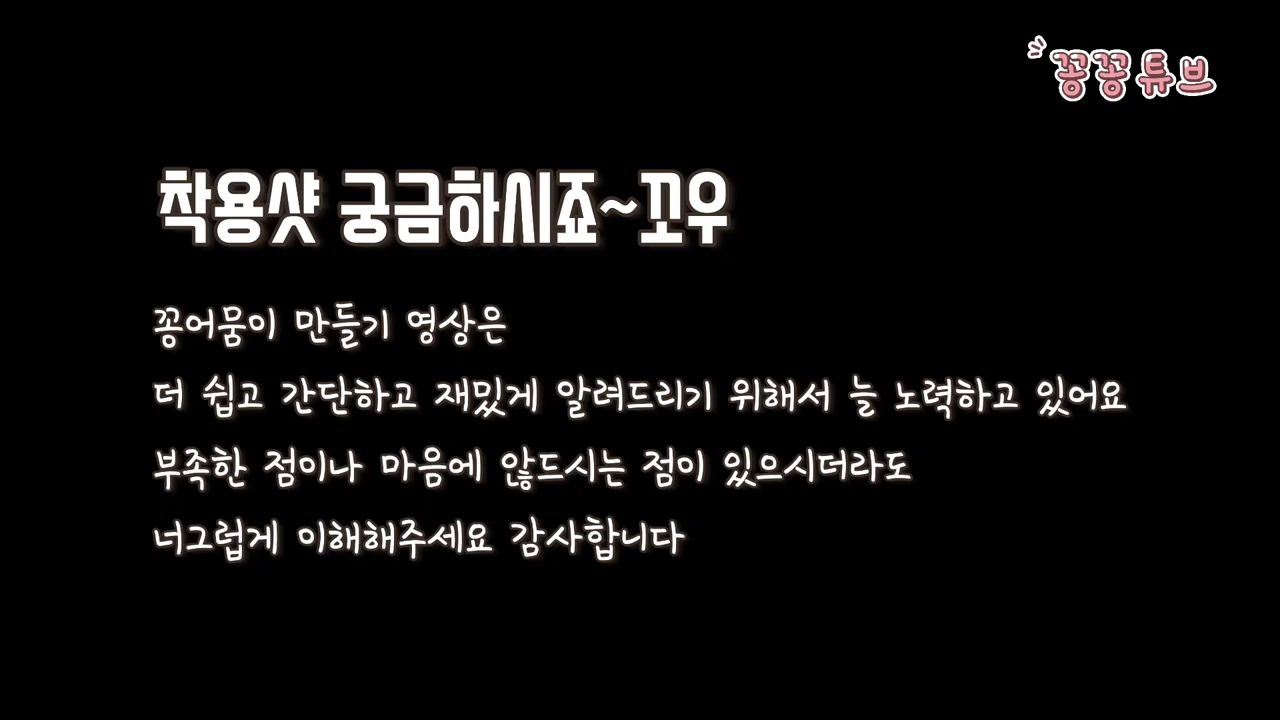 꽁꽁튜브
착용샷 궁금하시죠~꼬우
꽁어뭄이 만들기 영상은
더 쉽고 간단하고 재밌게 알려드리기 위해서 늘 노력하고 있어요
부족한 점이나 마음에 않드시는 점이 있으시더라도
너그럽게 이해해주세요 감사합니다